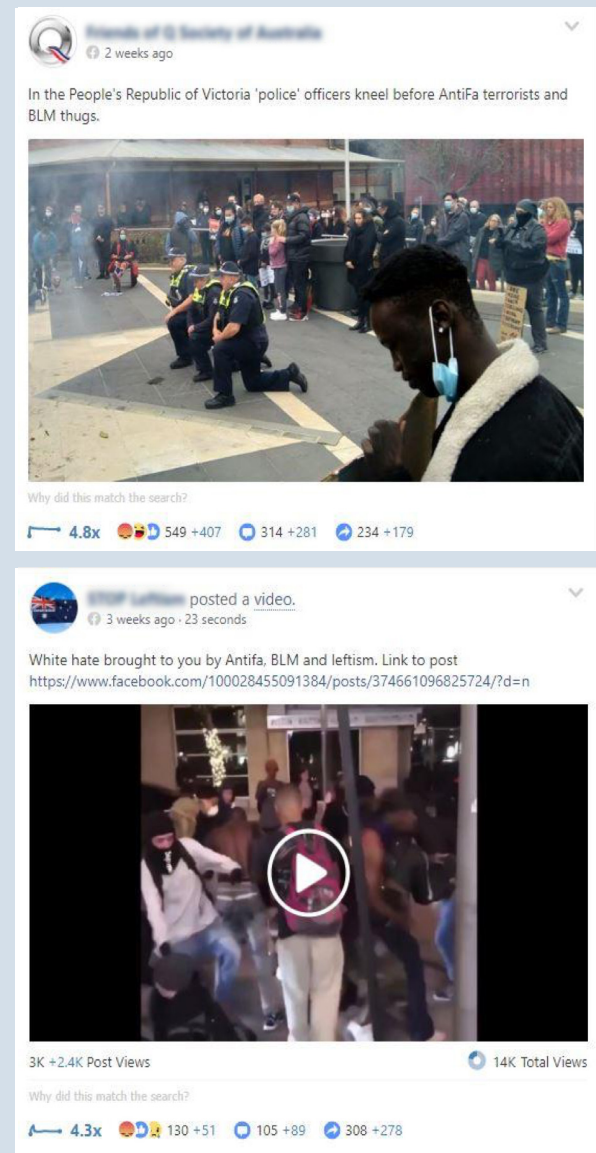 2 weeks ago
In the People's Republic of Victoria 'police' officers kneel before AntiFa terrorists and
BLM thugs.
Why did this match the search?
4.8x 549 +407 314 +281 234 +179
posted a video.
3 weeks ago · 23 seconds
White hate brought to you by Antifa, BLM and leftism. Link to post
https://www.facebook.com/100028455091384/posts/374661096825724/?d=n
3K +2.4K Post Views 14K Total Views
Why did this match the search?
4.3x 130 +51 105 +89 308 +278